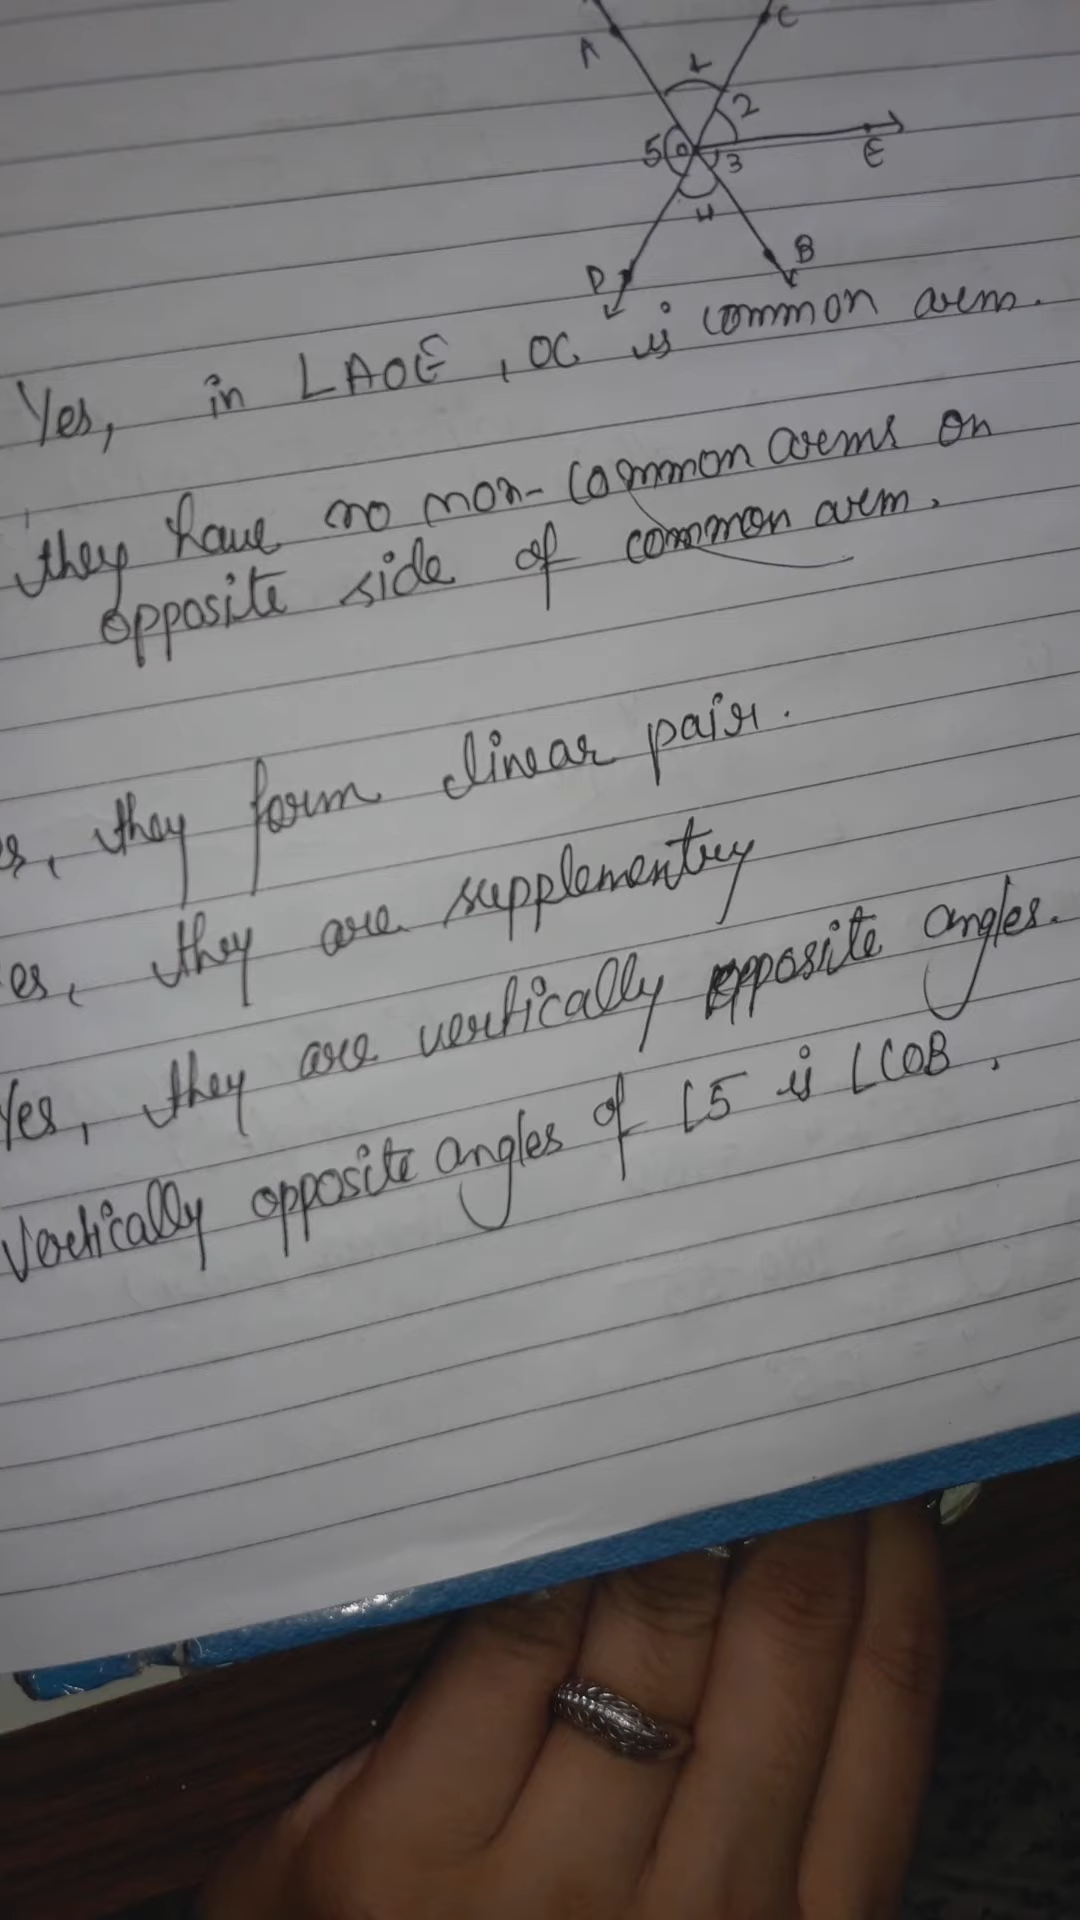 A
C
1
2
5
O
3
E
4
D
B
Yes, in ∠AOE, OC is common arm.
they have no non-common arms on
opposite side of common arm.
es, they form linear pair.
es, they are supplementry
Yes, they are vertically opposite angles.
Vertically opposite angles of ∠5 is ∠COB.